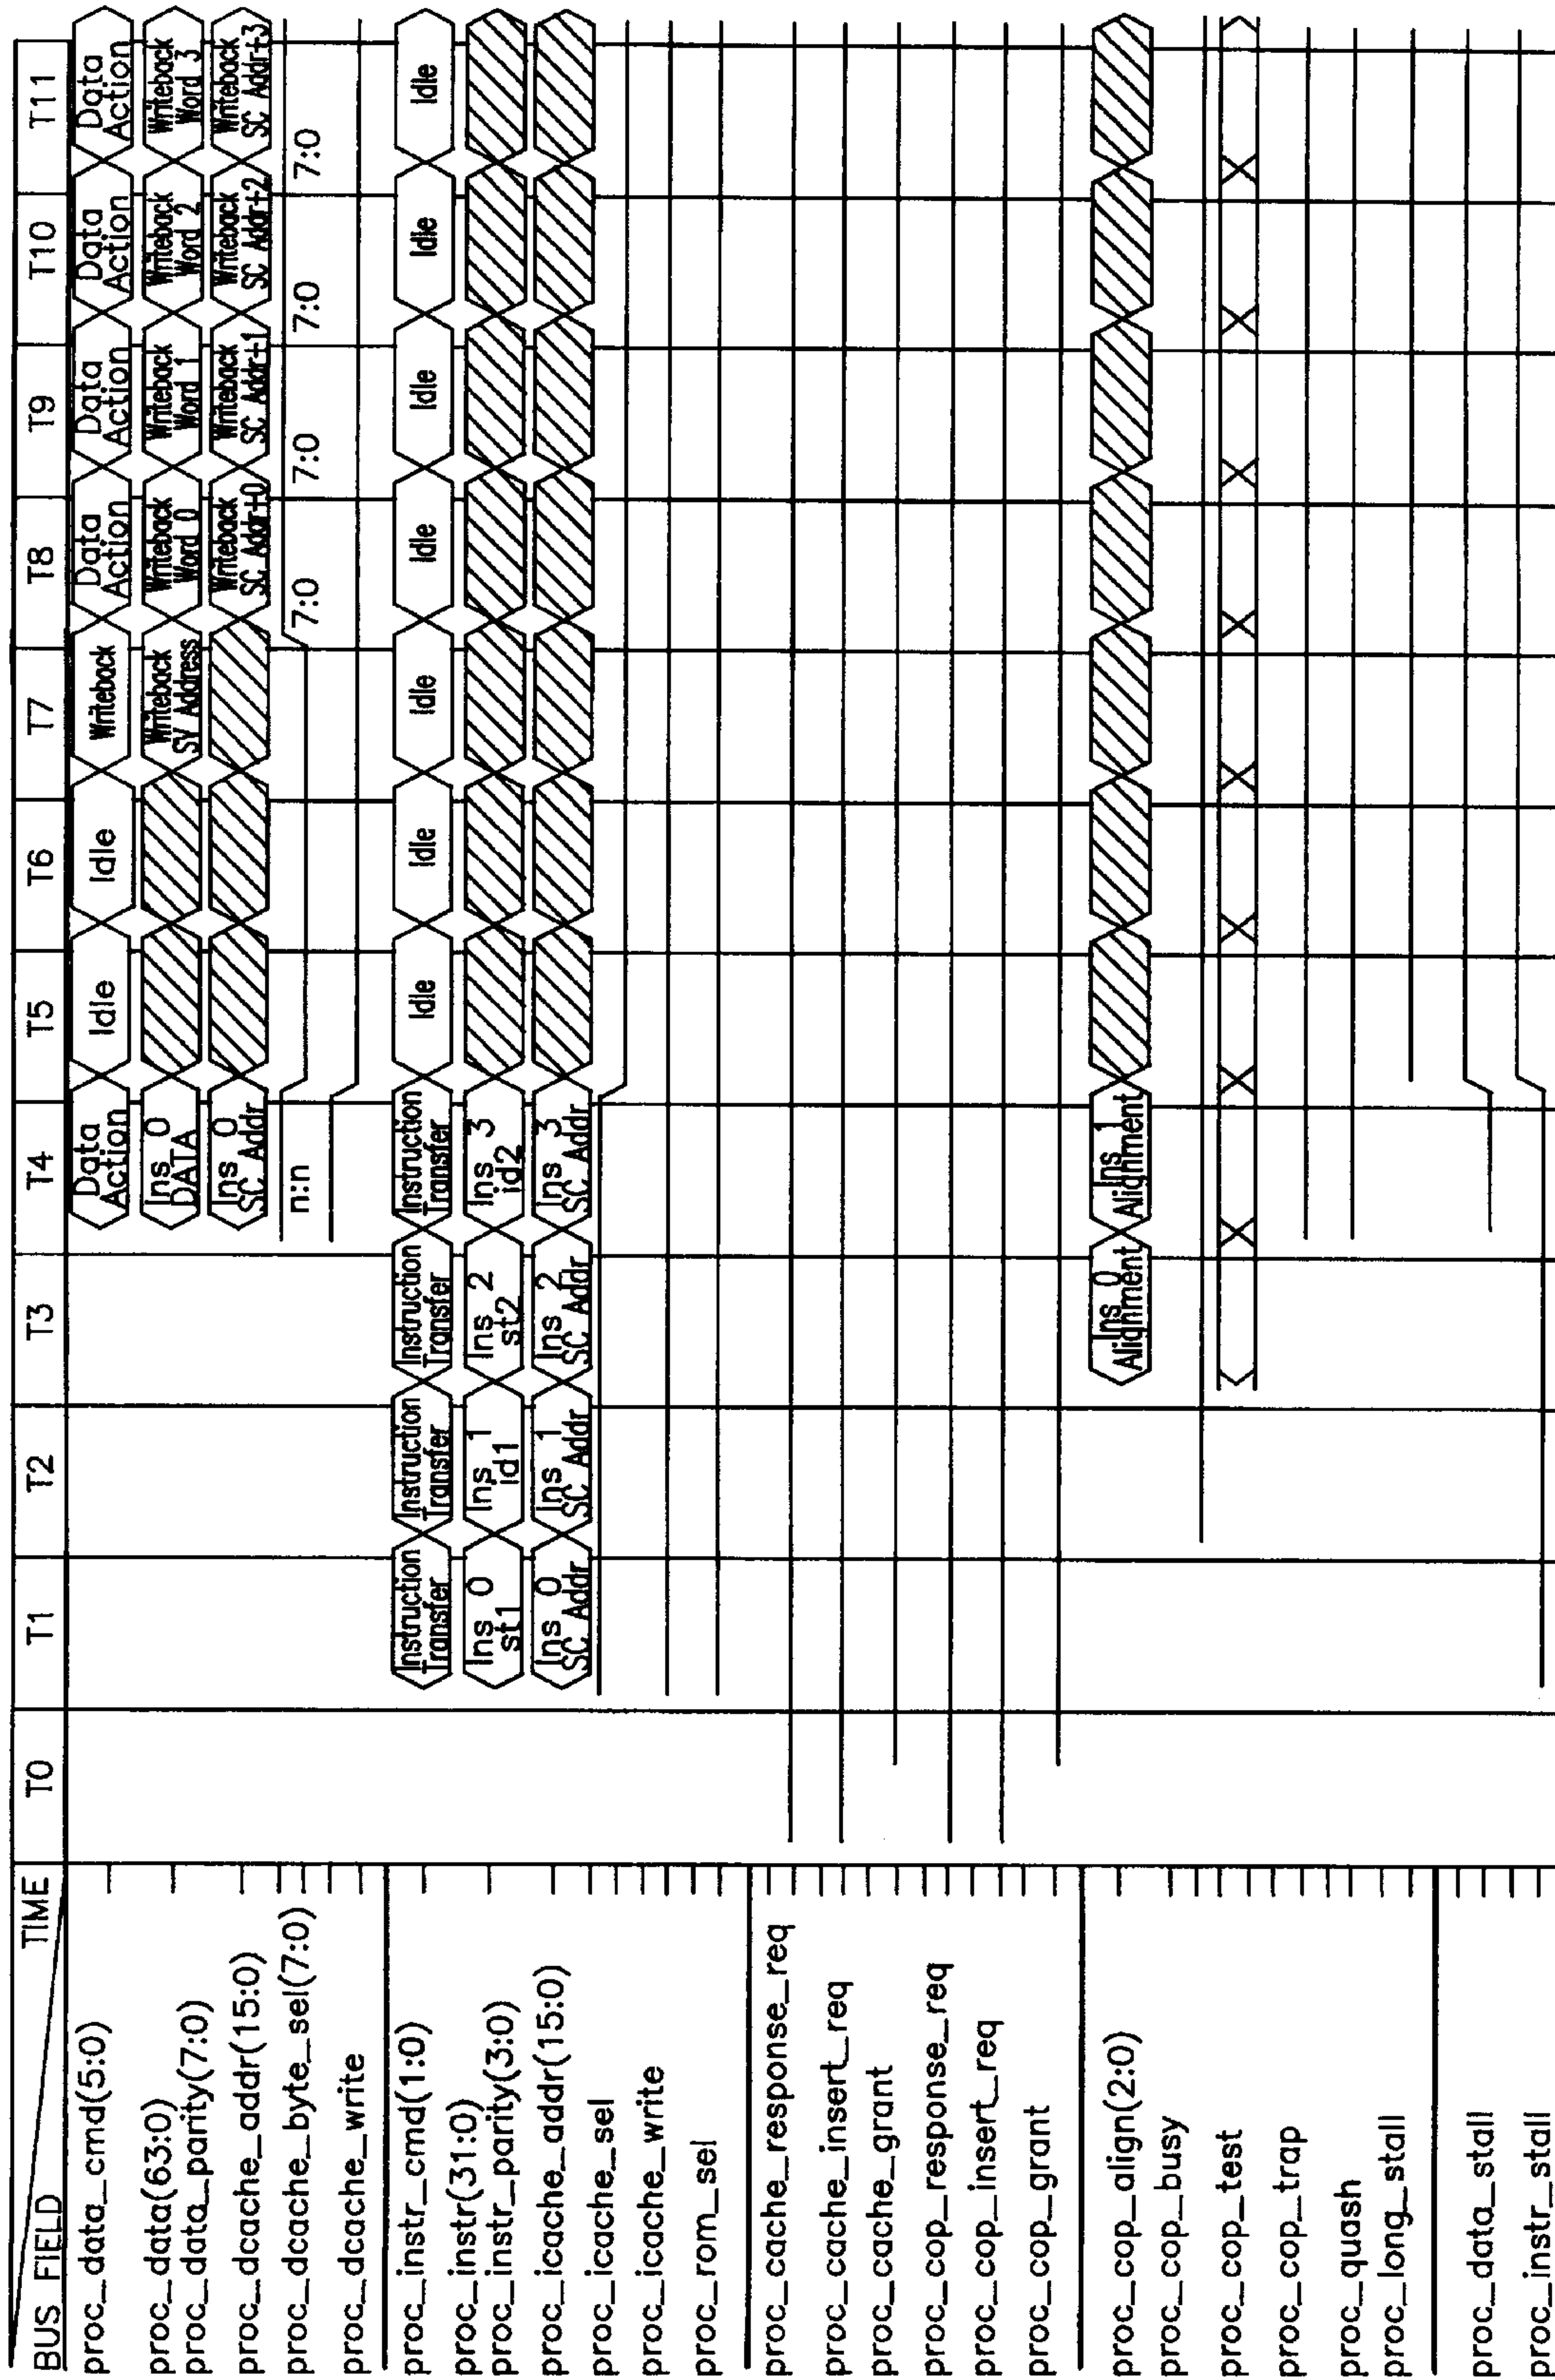 BUS FIELD TIME T0 T1 T2 T3 T4 T5 T6 T7 T8 T9 T10 T11
proc_data_cmd(5:0) Data Action Idle Idle Writeback Data Action Data Action Data Action Data Action
proc_data(63:0)
proc_data_parity(7:0) Ins 0 DATA Writeback SV Address Writeback Word 0 Writeback Word 1 Writeback Word 2 Writeback Word 3
proc_dcache_addr(15:0) Ins 0 SC Addr Writeback SC Addr+0 Writeback SC Addr+1 Writeback SC Addr+2 Writeback SC Addr+3
proc_dcache_byte_sel(7:0) n:n 7:0 7:0 7:0 7:0
proc_dcache_write
proc_instr_cmd(1:0) Instruction Transfer Instruction Transfer Instruction Transfer Instruction Transfer Idle Idle Idle Idle Idle Idle Idle
proc_instr(31:0)
proc_instr_parity(3:0) Ins 0 st1 Ins 1 ld1 Ins 2 st2 Ins 3 ld2
proc_icache_addr(15:0) Ins 0 SC Addr Ins 1 SC Addr Ins 2 SC Addr Ins 3 SC Addr
proc_icache_sel
proc_icache_write
proc_rom_sel
proc_cache_response_req
proc_cache_insert_req
proc_cache_grant
proc_cop_response_req
proc_cop_insert_req
proc_cop_grant
proc_cop_align(2:0) Ins 0 Alignment Ins 1 Alignment
proc_cop_busy
proc_cop_test
proc_cop_trap
proc_quash
proc_long_stall
proc_data_stall
proc_instr_stall